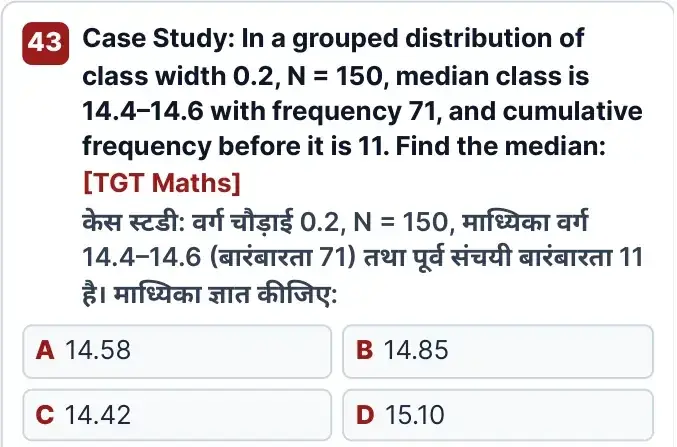 43 Case Study: In a grouped distribution of
class width 0.2, N = 150, median class is
14.4–14.6 with frequency 71, and cumulative
frequency before it is 11. Find the median:
[TGT Maths]
केस स्टडी: वर्ग चौड़ाई 0.2, N = 150, माध्यिका वर्ग
14.4–14.6 (बारंबारता 71) तथा पूर्व संचयी बारंबारता 11
है। माध्यिका ज्ञात कीजिए:
A 14.58
B 14.85
C 14.42
D 15.10